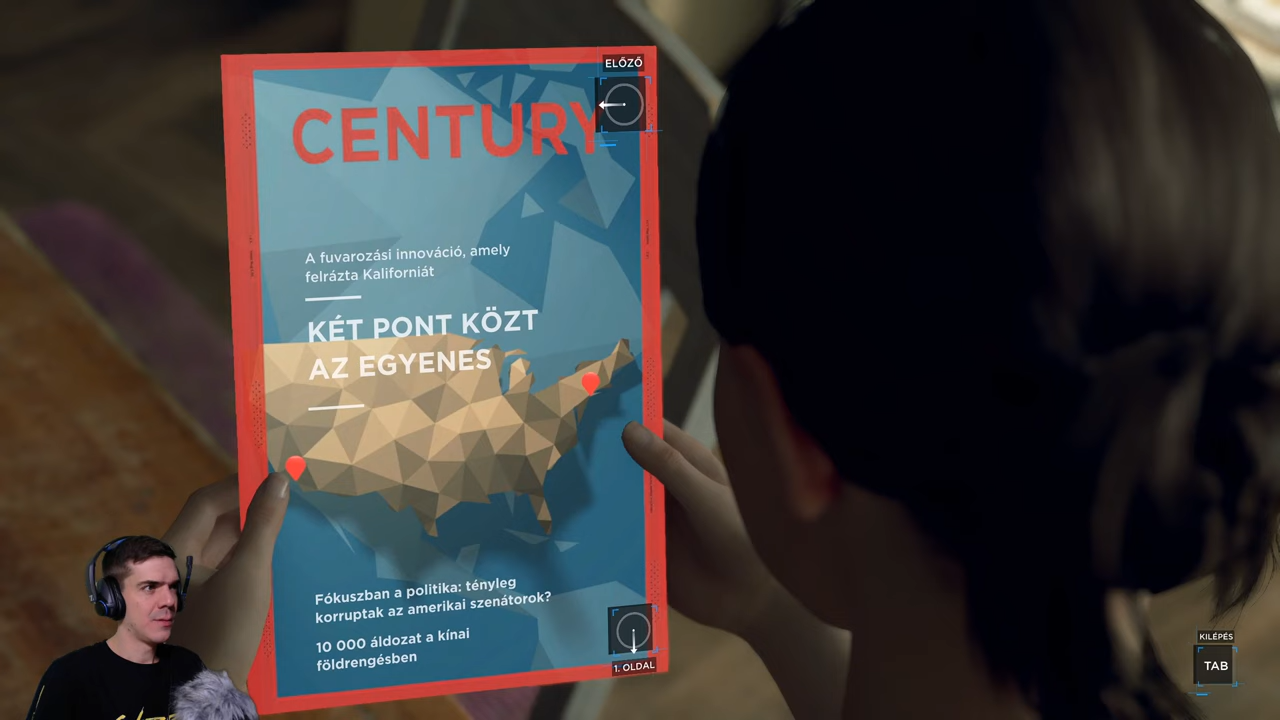 ELŐZŐ
CENTURY
A fuvarozási innováció, amely
felrázta Kaliforniát
KÉT PONT KÖZT
AZ EGYENES
Fókuszban a politika: tényleg
korruptak az amerikai szenátorok?
10 000 áldozat a kínai
földrengésben
1. OLDAL
KILÉPÉS
TAB